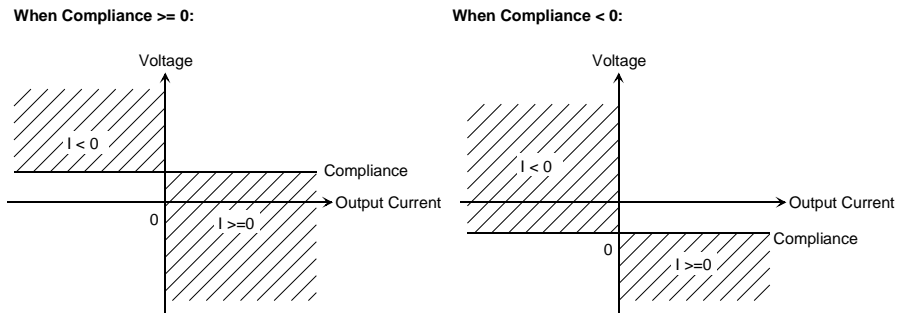 When Compliance >= 0:
Voltage
I < 0
Compliance
Output Current
0
I >=0
When Compliance < 0:
Voltage
I < 0
Output Current
Compliance
0
I >=0